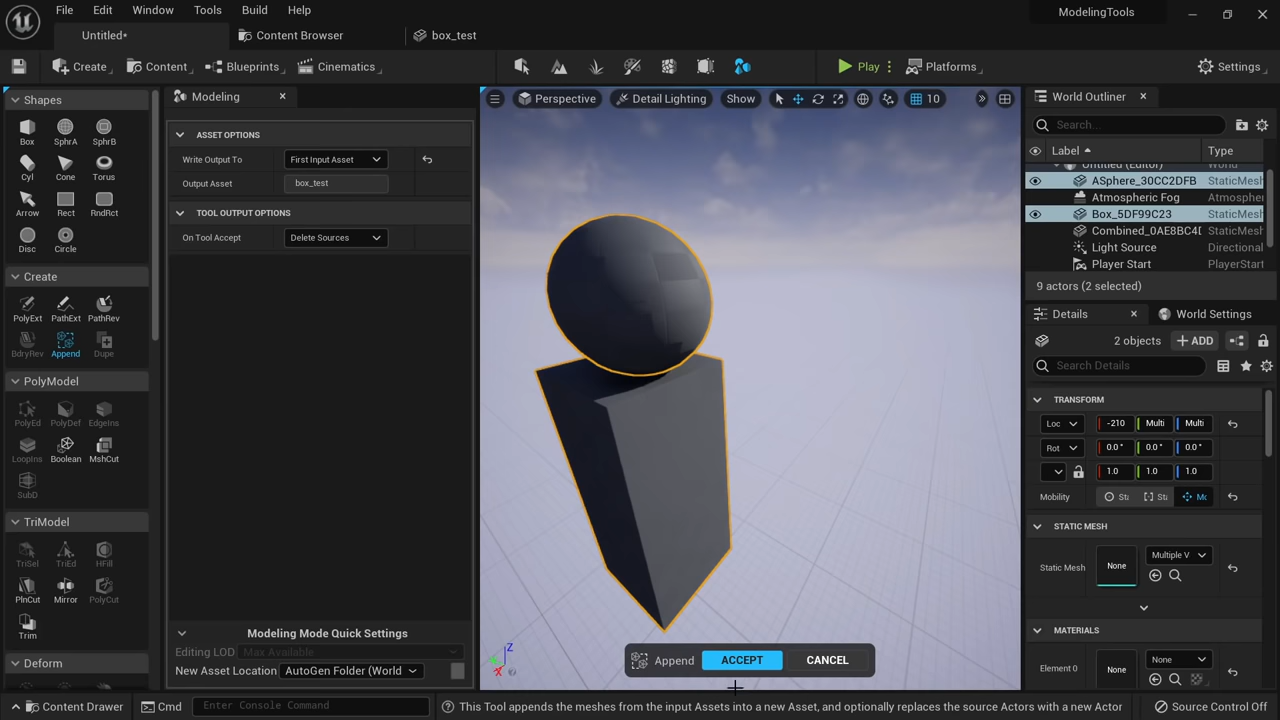 File Edit Window Tools Build Help
ModelingTools
Untitled*
Content Browser
box_test
Create
Content
Blueprints
Cinematics
Play
Platforms
Settings
Shapes
Box SphrA SphrB
Cyl Cone Torus
Arrow Rect RndRct
Disc Circle
Create
PolyExt PathExt PathRev
BdryRev Append Dupe
PolyModel
PolyEd PolyDef EdgeIns
LoopIns Boolean MshCut
SubD
TriModel
TriSel TriEd HFill
PlnCut Mirror PolyCut
Trim
Deform
Modeling
ASSET OPTIONS
Write Output To First Input Asset
Output Asset box_test
TOOL OUTPUT OPTIONS
On Tool Accept Delete Sources
Modeling Mode Quick Settings
Editing LOD Max Available
New Asset Location AutoGen Folder (World
Perspective
Detail Lighting
Show
10
Z
X
Append
ACCEPT
CANCEL
World Outliner
Search...
Label
Type
Untitled (Editor) World
ASphere_30CC2DFB StaticMesh
Atmospheric Fog Atmosphe
Box_5DF99C23 StaticMesh
Combined_0AE8BC4D StaticMesh
Light Source Directional
Player Start PlayerStart
9 actors (2 selected)
Details
World Settings
2 objects
+ ADD
Search Details
TRANSFORM
Loc -210 Multi Multi
Rot 0.0° 0.0° 0.0°
1.0 1.0 1.0
Mobility St St Mo
STATIC MESH
Static Mesh None Multiple V
MATERIALS
Element 0 None None
Content Drawer
Cmd
Enter Console Command
This Tool appends the meshes from the input Assets into a new Asset, and optionally replaces the source Actors with a new Actor
Source Control Off